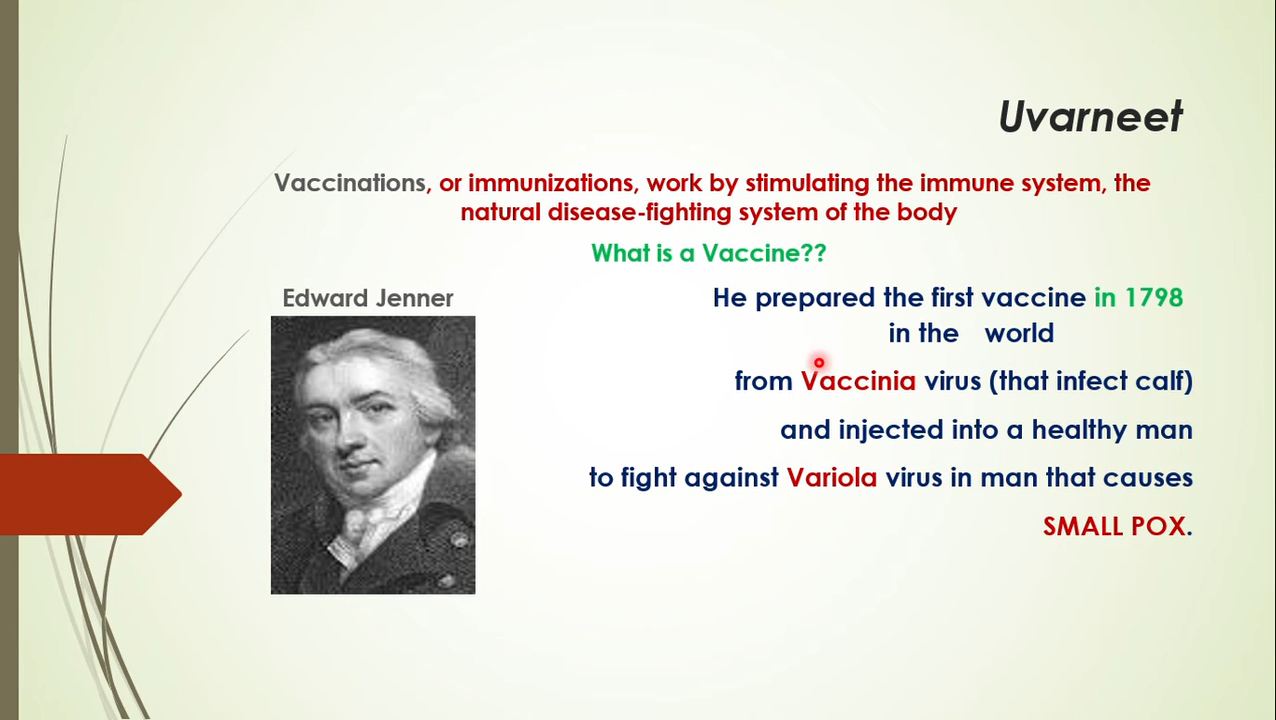 Uvarneet
Vaccinations, or immunizations, work by stimulating the immune system, the
natural disease-fighting system of the body
What is a Vaccine??
Edward Jenner
He prepared the first vaccine in 1798
in the world
from Vaccinia virus (that infect calf)
and injected into a healthy man
to fight against Variola virus in man that causes
SMALL POX.